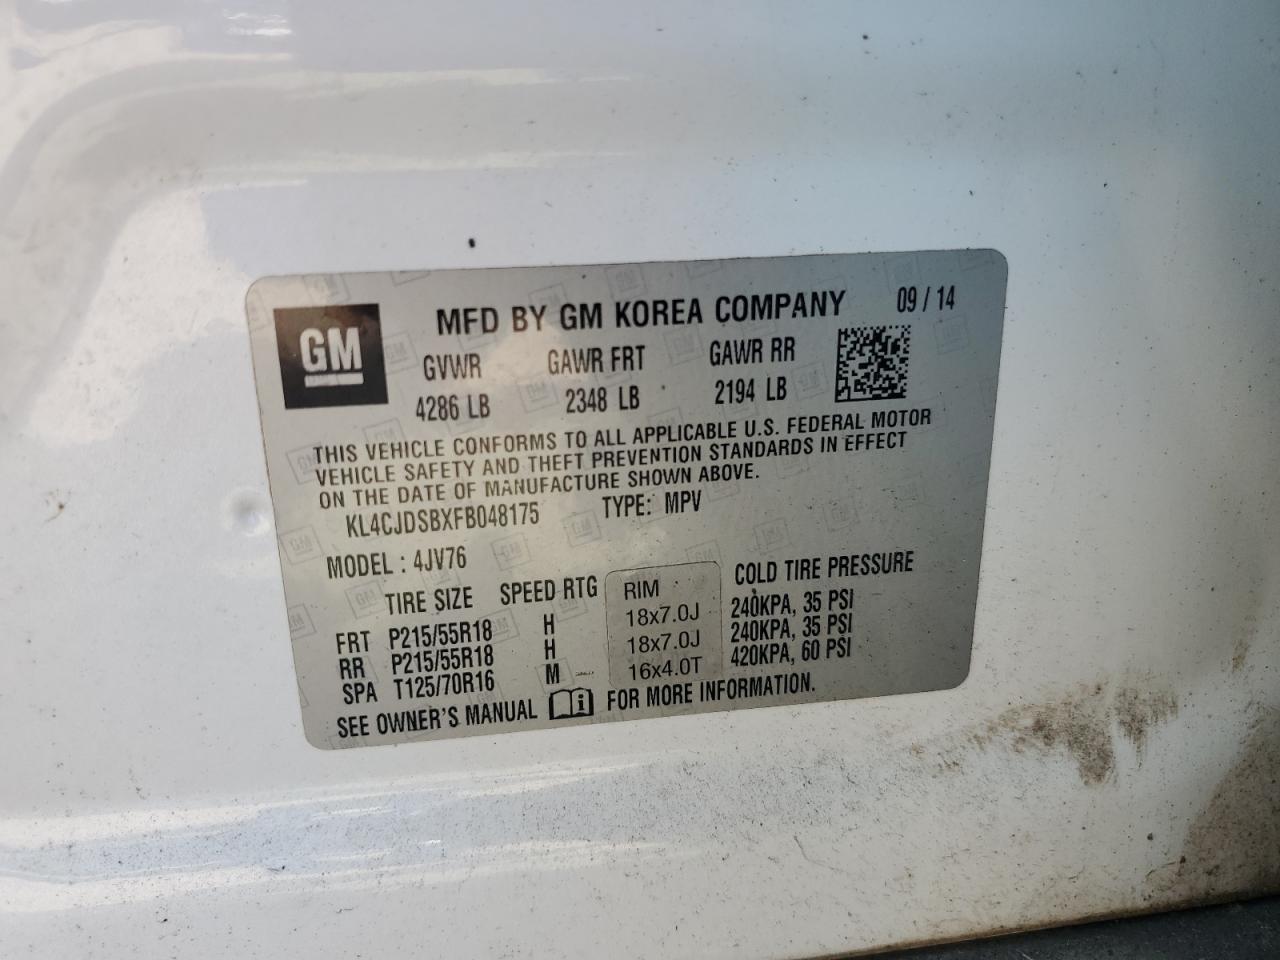 GM
MFD BY GM KOREA COMPANY 09 / 14
GVWR GAWR FRT GAWR RR
4286 LB 2348 LB 2194 LB
THIS VEHICLE CONFORMS TO ALL APPLICABLE U.S. FEDERAL MOTOR
VEHICLE SAFETY AND THEFT PREVENTION STANDARDS IN EFFECT
ON THE DATE OF MANUFACTURE SHOWN ABOVE.
KL4CJDSBXFB048175 TYPE: MPV
MODEL : 4JV76
TIRE SIZE SPEED RTG RIM COLD TIRE PRESSURE
FRT P215/55R18 H 18x7.0J 240KPA, 35 PSI
RR P215/55R18 H 18x7.0J 240KPA, 35 PSI
SPA T125/70R16 M 16x4.0T 420KPA, 60 PSI
SEE OWNER'S MANUAL i FOR MORE INFORMATION.